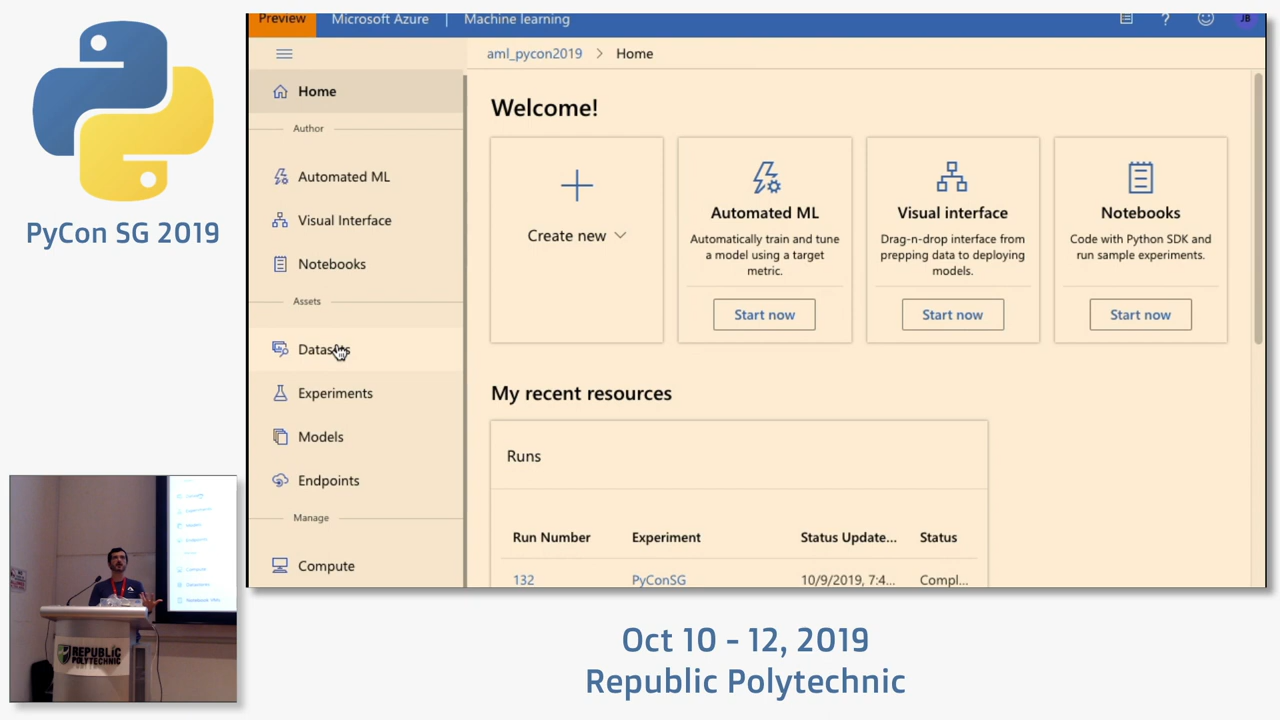 PyCon SG 2019
Preview
Microsoft Azure
Machine learning
JB
aml_pycon2019 > Home
Home
Author
Automated ML
Visual Interface
Notebooks
Assets
Datasets
Experiments
Models
Endpoints
Manage
Compute
Welcome!
Create new
Automated ML
Automatically train and tune
a model using a target
metric.
Start now
Visual interface
Drag-n-drop interface from
prepping data to deploying
models.
Start now
Notebooks
Code with Python SDK and
run sample experiments.
Start now
My recent resources
Runs
Run Number Experiment Status Update... Status
132 PyConSG 10/9/2019, 7:4... Compl...
REPUBLIC
POLYTECHNIC
Oct 10 - 12, 2019
Republic Polytechnic